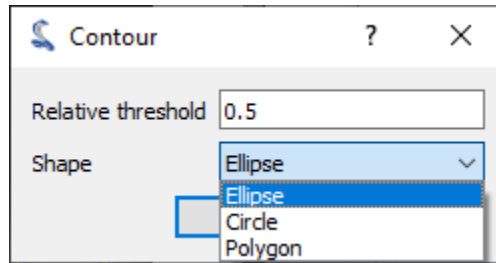 Contour ?
Relative threshold 0.5
Shape Ellipse
Ellipse
Circle
Polygon